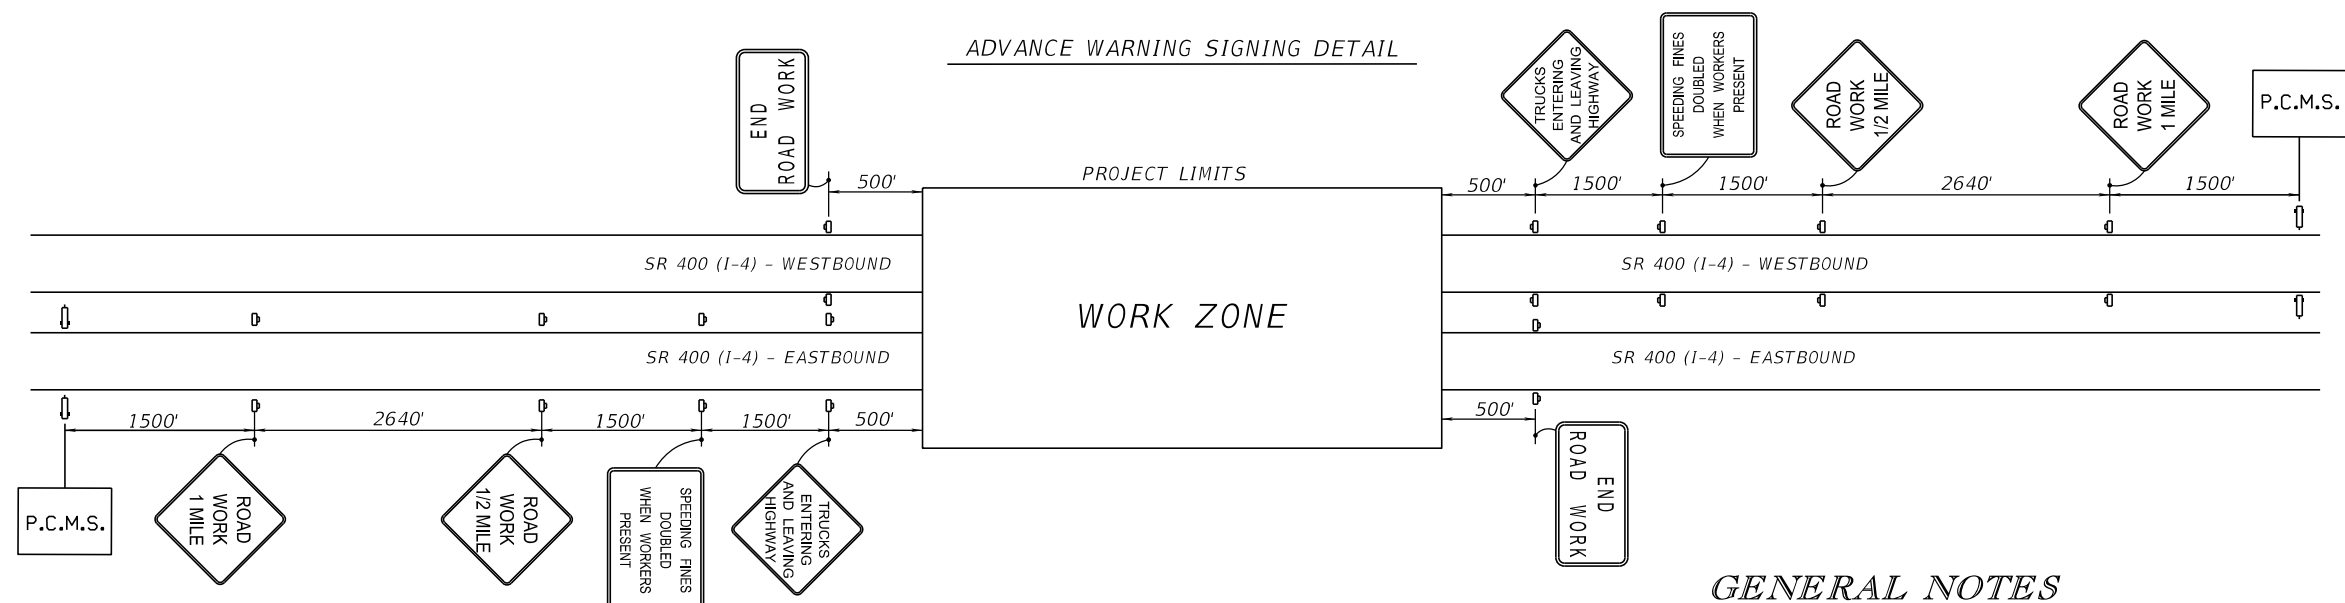 ADVANCE WARNING SIGNING DETAIL
END
ROAD WORK
TRUCKS
ENTERING
AND LEAVING
HIGHWAY
SPEEDING FINES
DOUBLED
WHEN WORKERS
PRESENT
ROAD
WORK
1/2 MILE
ROAD
WORK
1 MILE
P.C.M.S.
PROJECT LIMITS
500'
500'
1500'
1500'
2640'
1500'
SR 400 (I-4) - WESTBOUND
SR 400 (I-4) - WESTBOUND
WORK ZONE
SR 400 (I-4) - EASTBOUND
SR 400 (I-4) - EASTBOUND
1500'
2640'
1500'
1500'
500'
500'
P.C.M.S.
ROAD
WORK
1 MILE
ROAD
WORK
1/2 MILE
SPEEDING FINES
DOUBLED
WHEN WORKERS
PRESENT
TRUCKS
ENTERING
AND LEAVING
HIGHWAY
END
ROAD WORK
GENERAL NOTES